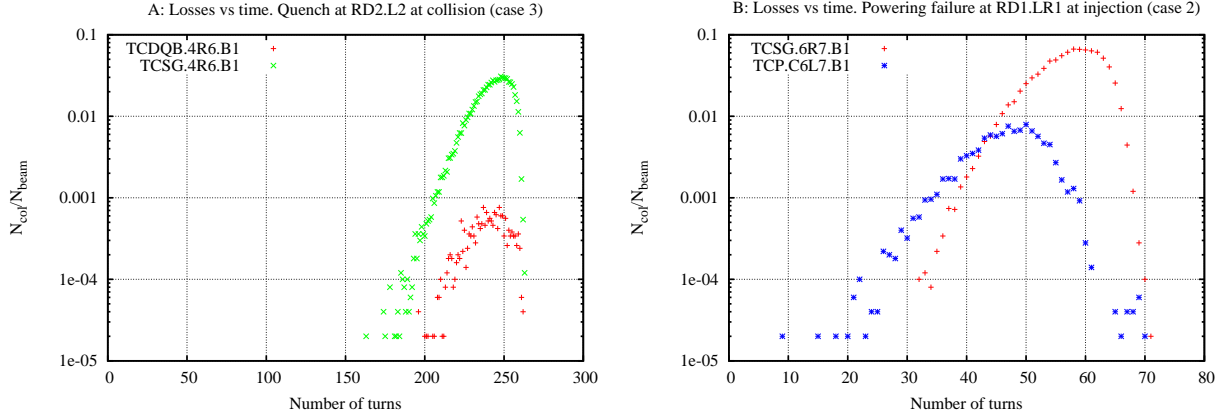 A: Losses vs time. Quench at RD2.L2 at collision (case 3)
N_col/N_beam
0.1
0.01
0.001
1e-04
1e-05
TCDQB.4R6.B1
TCSG.4R6.B1
0 50 100 150 200 250 300
Number of turns
B: Losses vs time. Powering failure at RD1.LR1 at injection (case 2)
N_col/N_beam
0.1
0.01
0.001
1e-04
1e-05
TCSG.6R7.B1
TCP.C6L7.B1
0 10 20 30 40 50 60 70 80
Number of turns